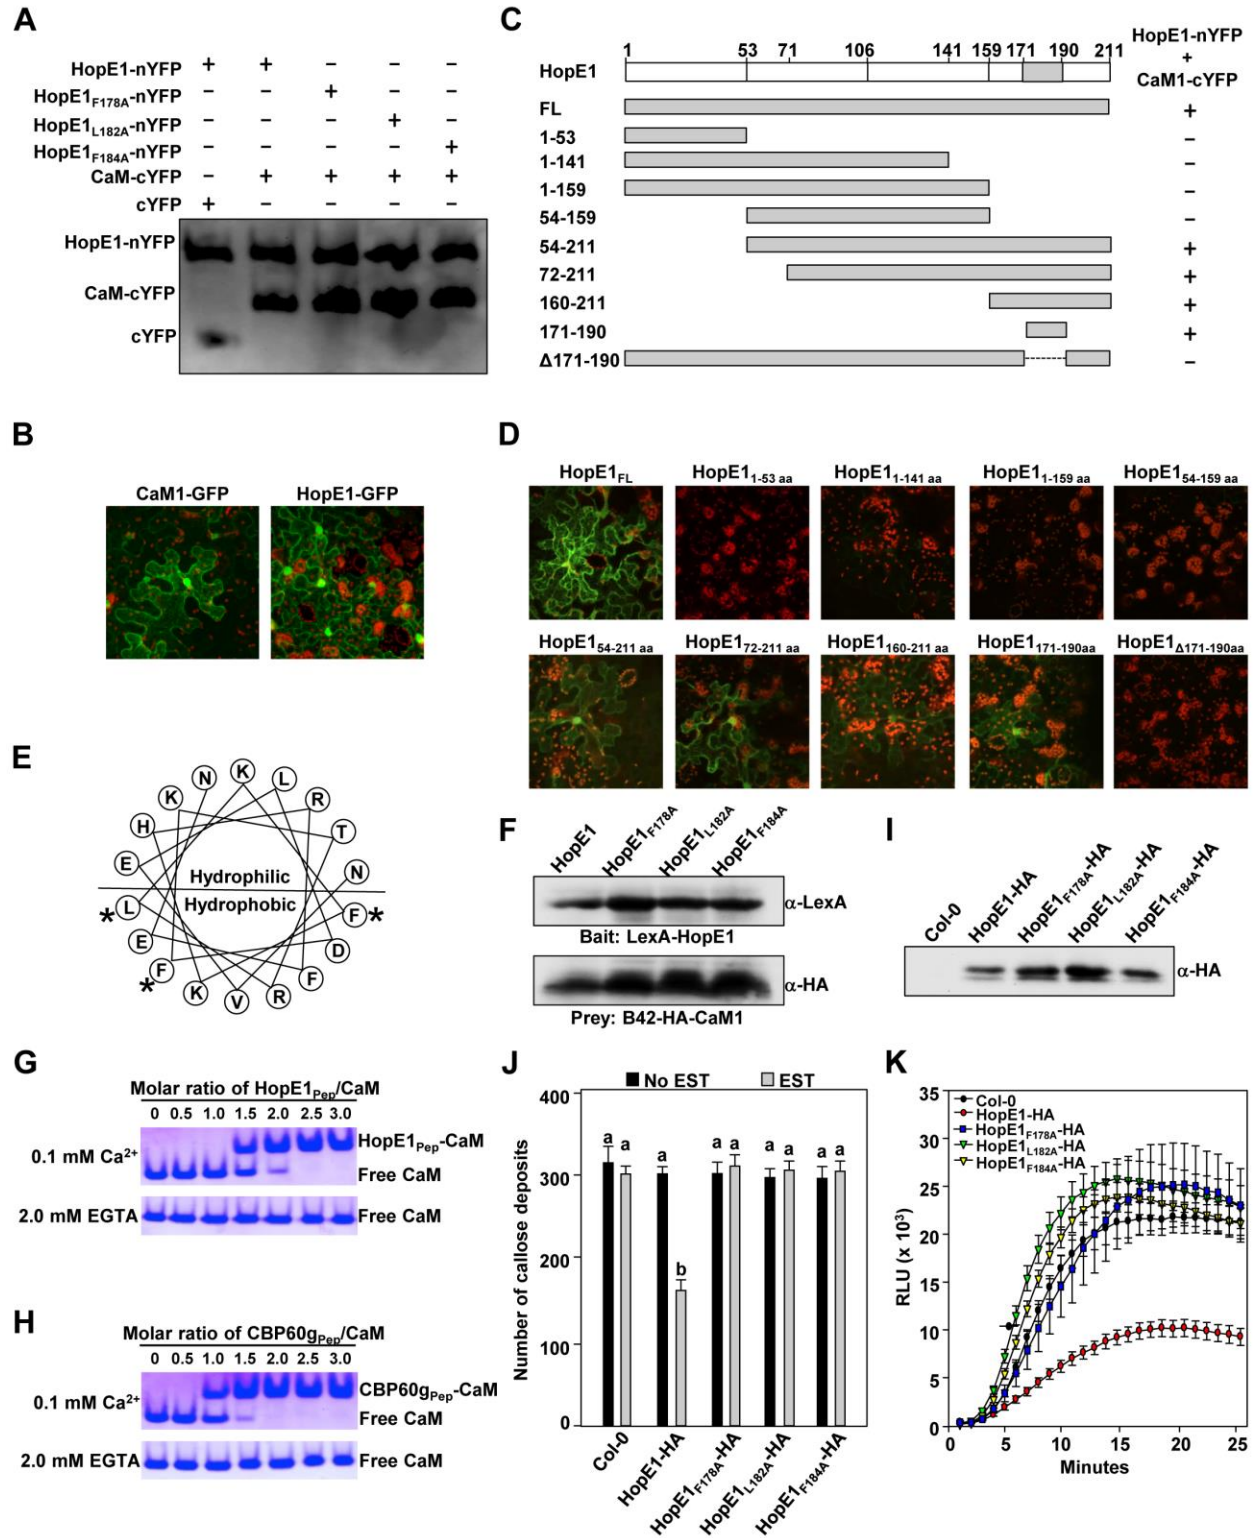 A
HopE1-nYFP + + – – –
HopE1F178A-nYFP – – + – –
HopE1L182A-nYFP – – – + –
HopE1F184A-nYFP – – – – +
CaM-cYFP – + + + +
cYFP + – – – –
HopE1-nYFP
CaM-cYFP
cYFP
B
CaM1-GFP HopE1-GFP
C
HopE1-nYFP
+
CaM1-cYFP
1 53 71 106 141 159 171 190 211
HopE1
FL +
1-53 –
1-141 –
1-159 –
54-159 –
54-211 +
72-211 +
160-211 +
171-190 +
Δ171-190 –
D
HopE1FL HopE11-53 aa HopE11-141 aa HopE11-159 aa HopE154-159 aa
HopE154-211 aa HopE172-211 aa HopE1160-211 aa HopE1171-190aa HopE1Δ171-190aa
E
N K L
K R
H T
E N
Hydrophilic
Hydrophobic
* L F *
E D
* F F
K V R
F
HopE1 HopE1F178A HopE1L182A HopE1F184A
α-LexA
Bait: LexA-HopE1
α-HA
Prey: B42-HA-CaM1
G
Molar ratio of HopE1Pep/CaM
0 0.5 1.0 1.5 2.0 2.5 3.0
0.1 mM Ca2+
HopE1Pep-CaM
Free CaM
2.0 mM EGTA Free CaM
H
Molar ratio of CBP60gPep/CaM
0 0.5 1.0 1.5 2.0 2.5 3.0
0.1 mM Ca2+
CBP60gPep-CaM
Free CaM
2.0 mM EGTA Free CaM
I
Col-0 HopE1-HA HopE1F178A-HA HopE1L182A-HA HopE1F184A-HA
α-HA
J
No EST EST
Number of callose deposits
400
300
200
100
0
a a a b a a a a a a
Col-0 HopE1-HA HopE1F178A-HA HopE1L182A-HA HopE1F184A-HA
K
Col-0
HopE1-HA
HopE1F178A-HA
HopE1L182A-HA
HopE1F184A-HA
RLU (x 10³)
35
30
25
20
15
10
5
0
0 5 10 15 20 25
Minutes